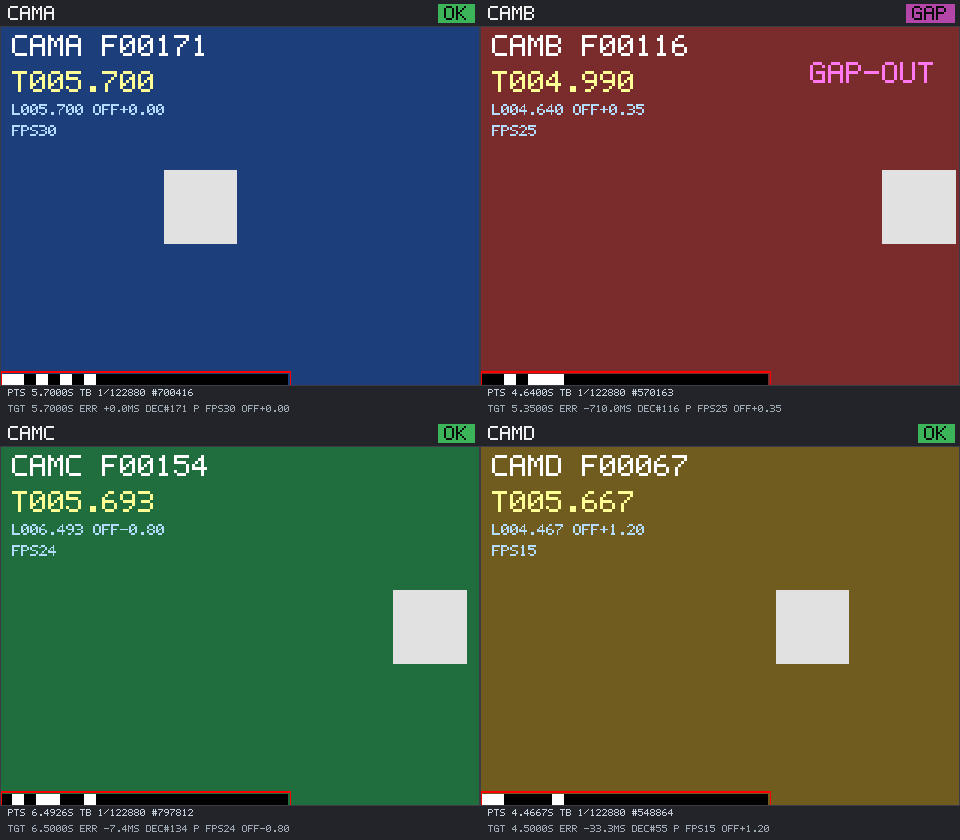 CAMA OK
CAMA F00171
T005.700
L005.700 OFF+0.00
FPS30
PTS 5.7000S TB 1/122880 #700416
TGT 5.7000S ERR +0.0MS DEC#171 P FPS30 OFF+0.00
CAMB GAP
CAMB F00116
GAP-OUT
T004.990
L004.640 OFF+0.35
FPS25
PTS 4.6400S TB 1/122880 #570163
TGT 5.3500S ERR -710.0MS DEC#116 P FPS25 OFF+0.35
CAMC OK
CAMC F00154
T005.693
L006.493 OFF-0.80
FPS24
PTS 6.4926S TB 1/122880 #797812
TGT 6.5000S ERR -7.4MS DEC#134 P FPS24 OFF-0.80
CAMD OK
CAMD F00067
T005.667
L004.467 OFF+1.20
FPS15
PTS 4.4667S TB 1/122880 #548864
TGT 4.5000S ERR -33.3MS DEC#55 P FPS15 OFF+1.20